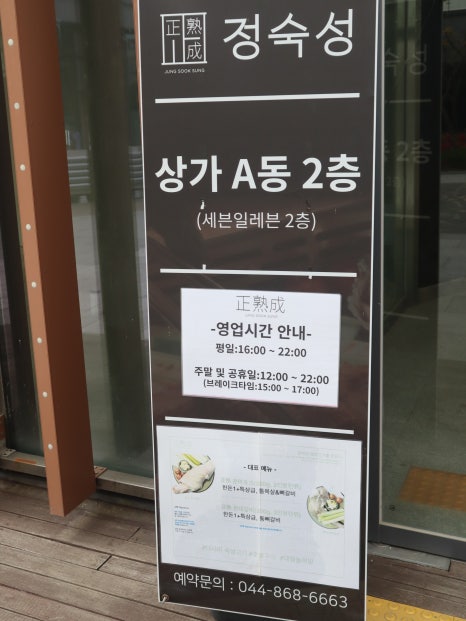 正熟成
JUNG SOOK SUNG
정숙성
상가 A동 2층
(세븐일레븐 2층)
正熟成
JUNG SOOK SUNG
-영업시간 안내-
평일:16:00 ~ 22:00
주말 및 공휴일:12:00 ~ 22:00
(브레이크타임:15:00 ~ 17:00)
- 대표 메뉴 -
한돈1+특상급, 통목살&뼈갈비
한돈1+특상급, 통뼈갈비
예약문의 : 044-868-6663